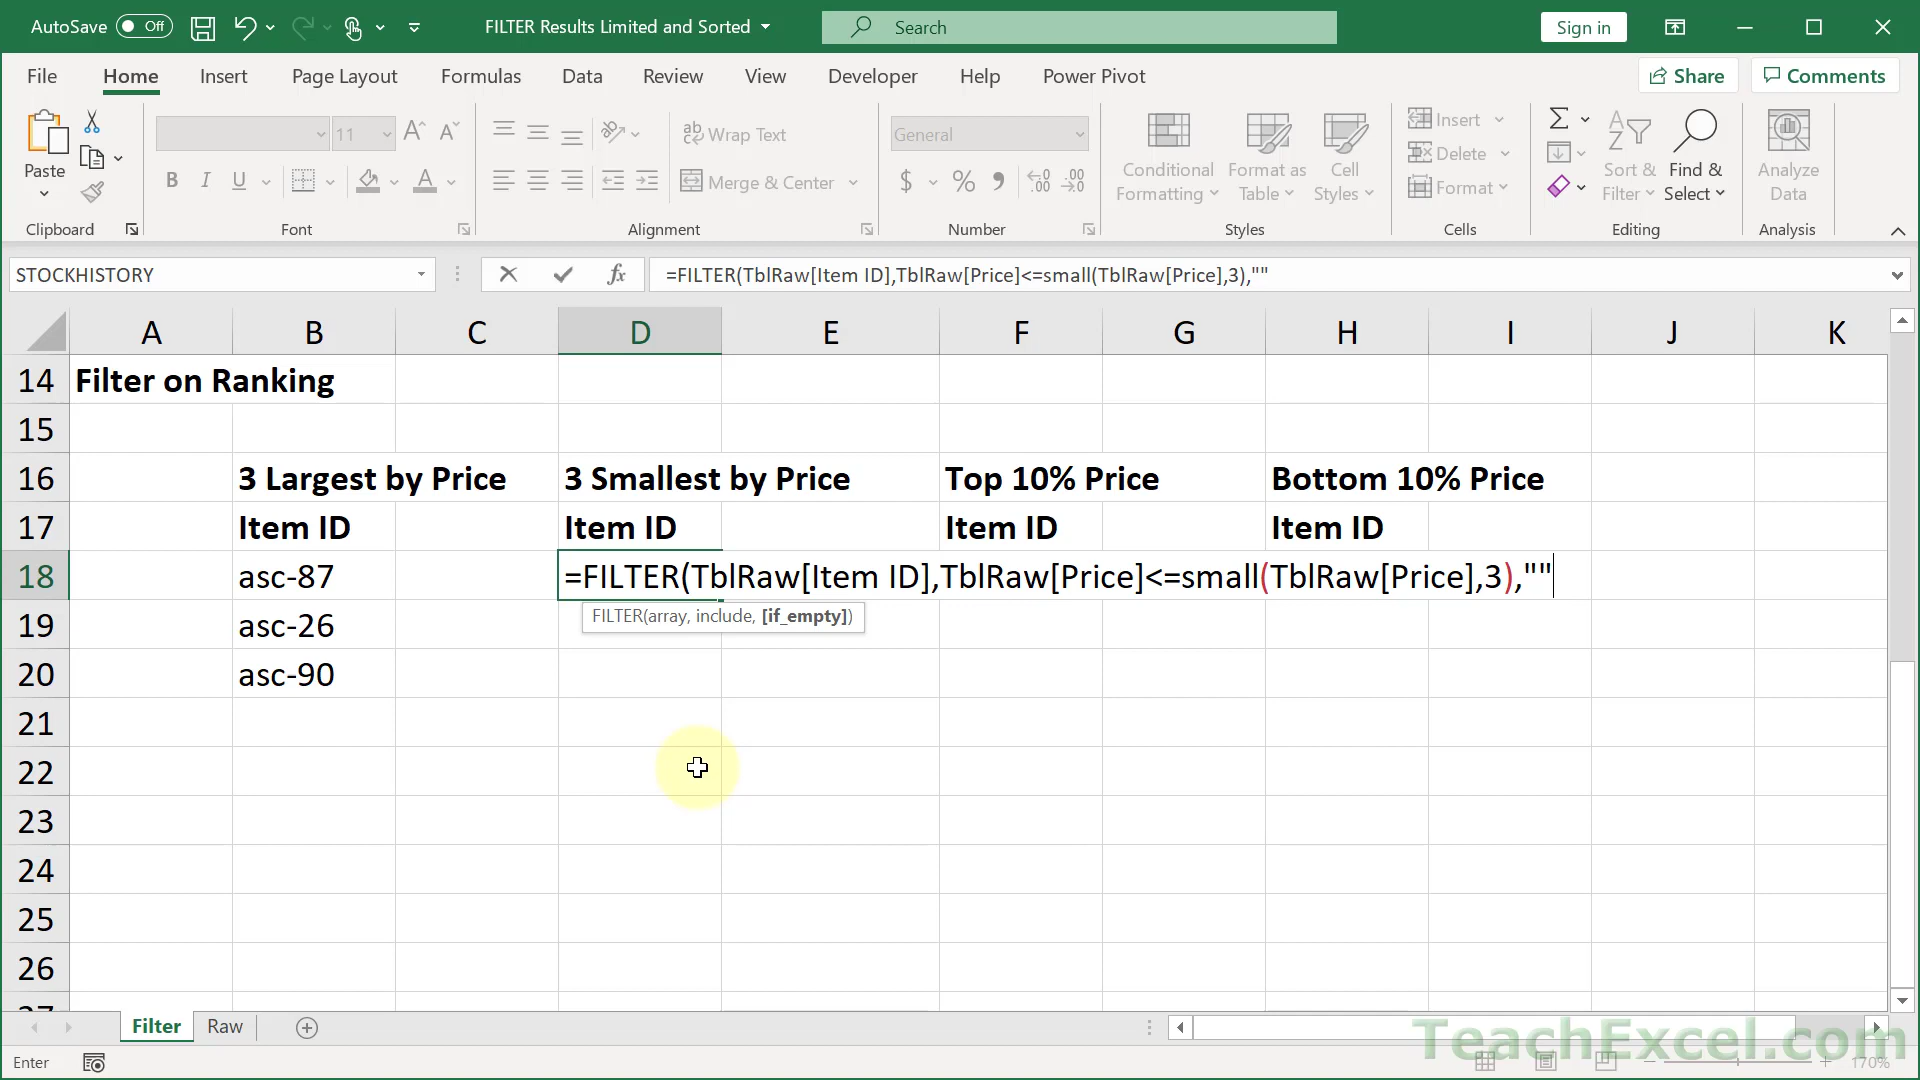 AutoSave Off FILTER Results Limited and Sorted Search Sign in
File Home Insert Page Layout Formulas Data Review View Developer Help Power Pivot Share Comments
Paste
11
Wrap Text
Merge & Center
General
Conditional Formatting
Format as Table
Cell Styles
Insert
Delete
Format
Sort & Filter
Find & Select
Analyze Data
Clipboard Font Alignment Number Styles Cells Editing Analysis
STOCKHISTORY fx =FILTER(TblRaw[Item ID],TblRaw[Price]<=small(TblRaw[Price],3),""
A B C D E F G H I J K
14 Filter on Ranking
15
16 3 Largest by Price 3 Smallest by Price Top 10% Price Bottom 10% Price
17 Item ID Item ID Item ID Item ID
18 asc-87 =FILTER(TblRaw[Item ID],TblRaw[Price]<=small(TblRaw[Price],3),""
FILTER(array, include, [if_empty])
19 asc-26
20 asc-90
21
22
23
24
25
26
27
Filter Raw
TeachExcel.com
Enter 170%